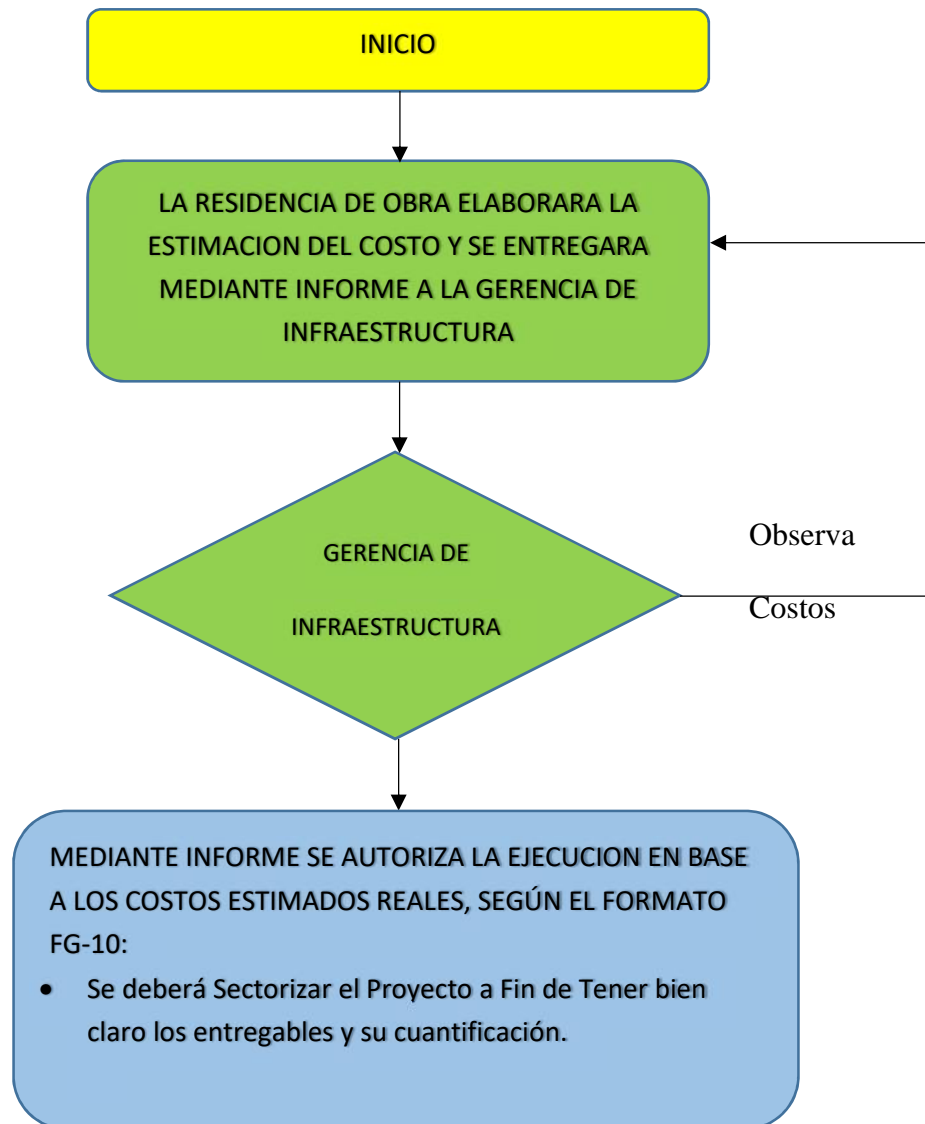 INICIO
LA RESIDENCIA DE OBRA ELABORARA LA
ESTIMACION DEL COSTO Y SE ENTREGARA
MEDIANTE INFORME A LA GERENCIA DE
INFRAESTRUCTURA
GERENCIA DE
INFRAESTRUCTURA
Observa
Costos
MEDIANTE INFORME SE AUTORIZA LA EJECUCION EN BASE
A LOS COSTOS ESTIMADOS REALES, SEGÚN EL FORMATO
FG-10:
• Se deberá Sectorizar el Proyecto a Fin de Tener bien
claro los entregables y su cuantificación.